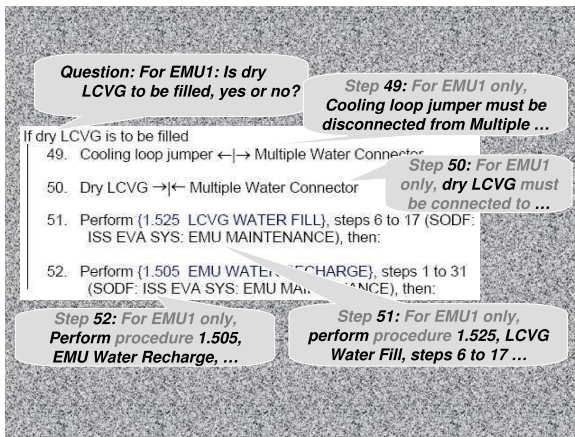 Question: For EMU1: Is dry
LCVG to be filled, yes or no?
Step 49: For EMU1 only,
Cooling loop jumper must be
disconnected from Multiple ...
If dry LCVG is to be filled
49. Cooling loop jumper ←|→ Multiple Water Connector
Step 50: For EMU1
only, dry LCVG must
be connected to ...
50. Dry LCVG →|← Multiple Water Connector
51. Perform {1.525 LCVG WATER FILL}, steps 6 to 17 (SODF:
ISS EVA SYS: EMU MAINTENANCE), then:
52. Perform {1.505 EMU WATER RECHARGE}, steps 1 to 31
(SODF: ISS EVA SYS: EMU MAINTENANCE), then:
Step 52: For EMU1 only,
Perform procedure 1.505,
EMU Water Recharge, ...
Step 51: For EMU1 only,
perform procedure 1.525, LCVG
Water Fill, steps 6 to 17 ...